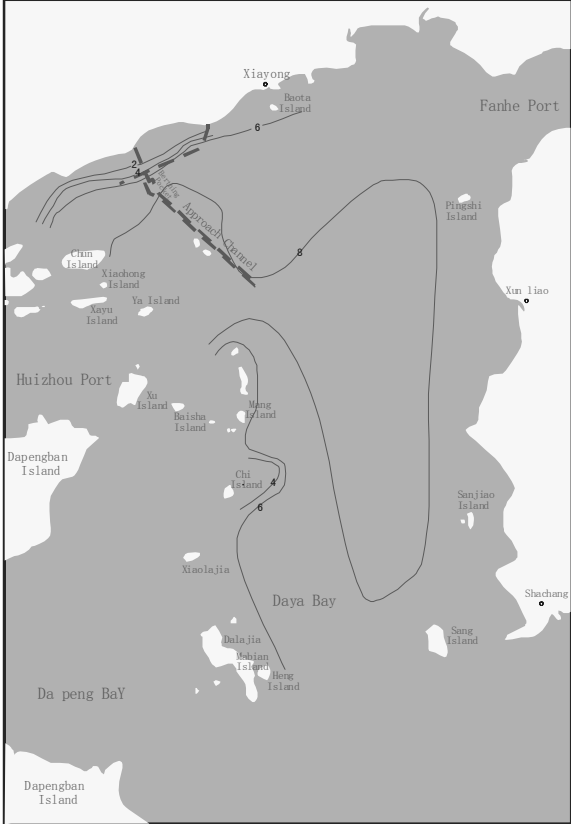 Xiayong
Baota
Island
Fanhe Port
6
2
4
Berthing
Approach Channel
Pingshi
Island
8
Chun
Island
Xiaohong
Island
Xun liao
Ya Island
Xayu
Island
Huizhou Port
Xu
Island
Mang
Island
Baisha
Island
Dapengban
Island
Chi
Island
4
6
Sanjiao
Island
Xiaolajia
Shachang
Daya Bay
Sang
Island
Dalajia
Mabian
Island
Heng
Island
Da peng BaY
Dapengban
Island